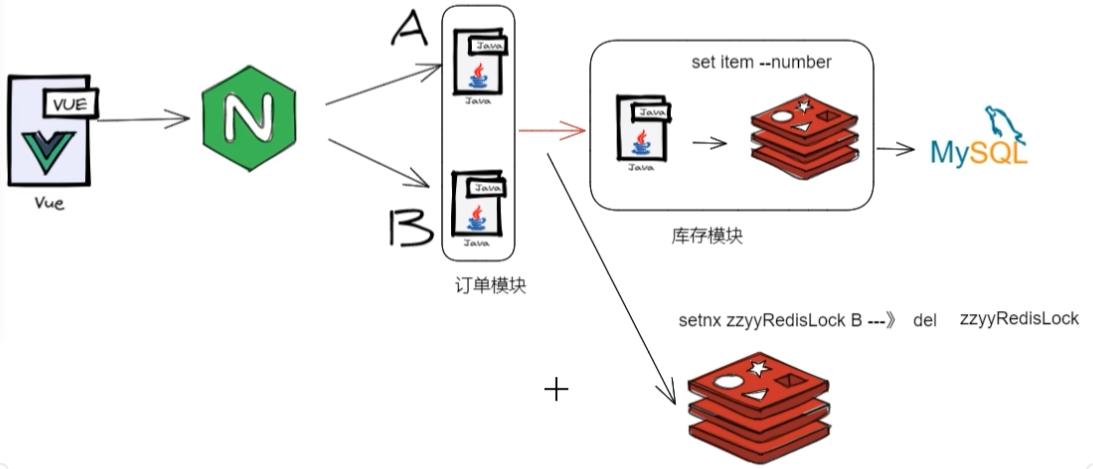 VUE
Vue
N
A
Java
Java
B
Java
Java
订单模块
set item --number
Java
Java
MySQL
库存模块
setnx zzyyRedisLock B ---》 del zzyyRedisLock
+